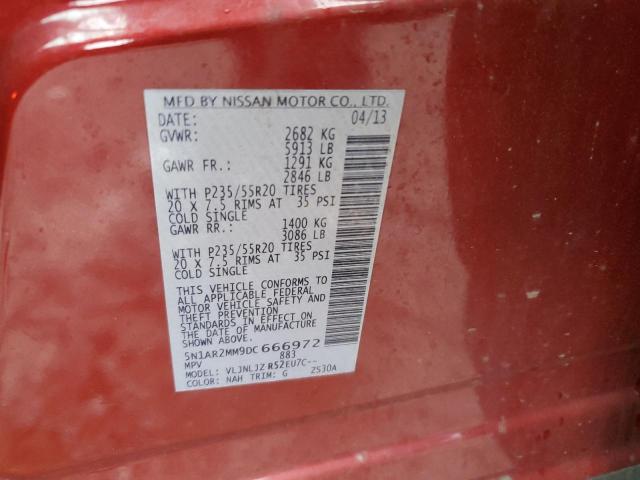 MFD BY NISSAN MOTOR CO., LTD.
DATE: 04/13
GVWR: 2682 KG
5913 LB
GAWR FR.: 1291 KG
2846 LB
WITH P235/55R20 TIRES
20 X 7.5 RIMS AT 35 PSI
COLD SINGLE
GAWR RR.: 1400 KG
3086 LB
WITH P235/55R20 TIRES
20 X 7.5 RIMS AT 35 PSI
COLD SINGLE
THIS VEHICLE CONFORMS TO
ALL APPLICABLE FEDERAL
MOTOR VEHICLE SAFETY AND
THEFT PREVENTION
STANDARDS IN EFFECT ON
THE DATE OF MANUFACTURE
SHOWN ABOVE.
5N1AR2MM9DC666972
MPV 883
MODEL: VLJNLJZ R52EU7C--
COLOR: NAH TRIM: G ZS30A